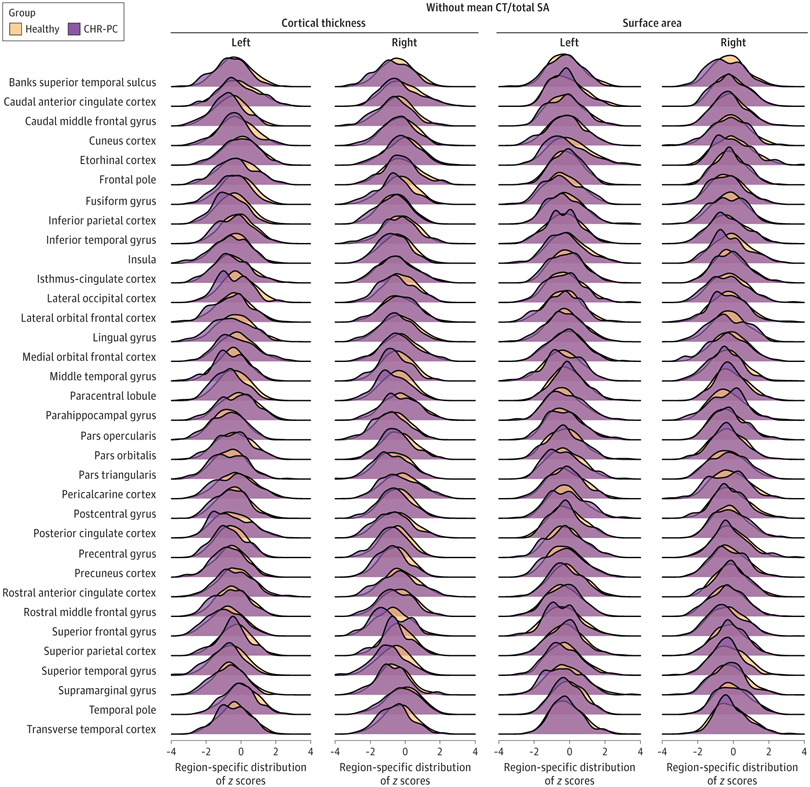 Without mean CT/total SA
Group
Healthy CHR-PC
Cortical thickness Surface area
Left Right Left Right
Banks superior temporal sulcus
Caudal anterior cingulate cortex
Caudal middle frontal gyrus
Cuneus cortex
Etorhinal cortex
Frontal pole
Fusiform gyrus
Inferior parietal cortex
Inferior temporal gyrus
Insula
Isthmus-cingulate cortex
Lateral occipital cortex
Lateral orbital frontal cortex
Lingual gyrus
Medial orbital frontal cortex
Middle temporal gyrus
Paracentral lobule
Parahippocampal gyrus
Pars opercularis
Pars orbitalis
Pars triangularis
Pericalcarine cortex
Postcentral gyrus
Posterior cingulate cortex
Precentral gyrus
Precuneus cortex
Rostral anterior cingulate cortex
Rostral middle frontal gyrus
Superior frontal gyrus
Superior parietal cortex
Superior temporal gyrus
Supramarginal gyrus
Temporal pole
Transverse temporal cortex
-4 -2 0 2 4 -4 -2 0 2 4 -4 -2 0 2 4 -4 -2 0 2 4
Region-specific distribution Region-specific distribution Region-specific distribution Region-specific distribution
of z scores of z scores of z scores of z scores